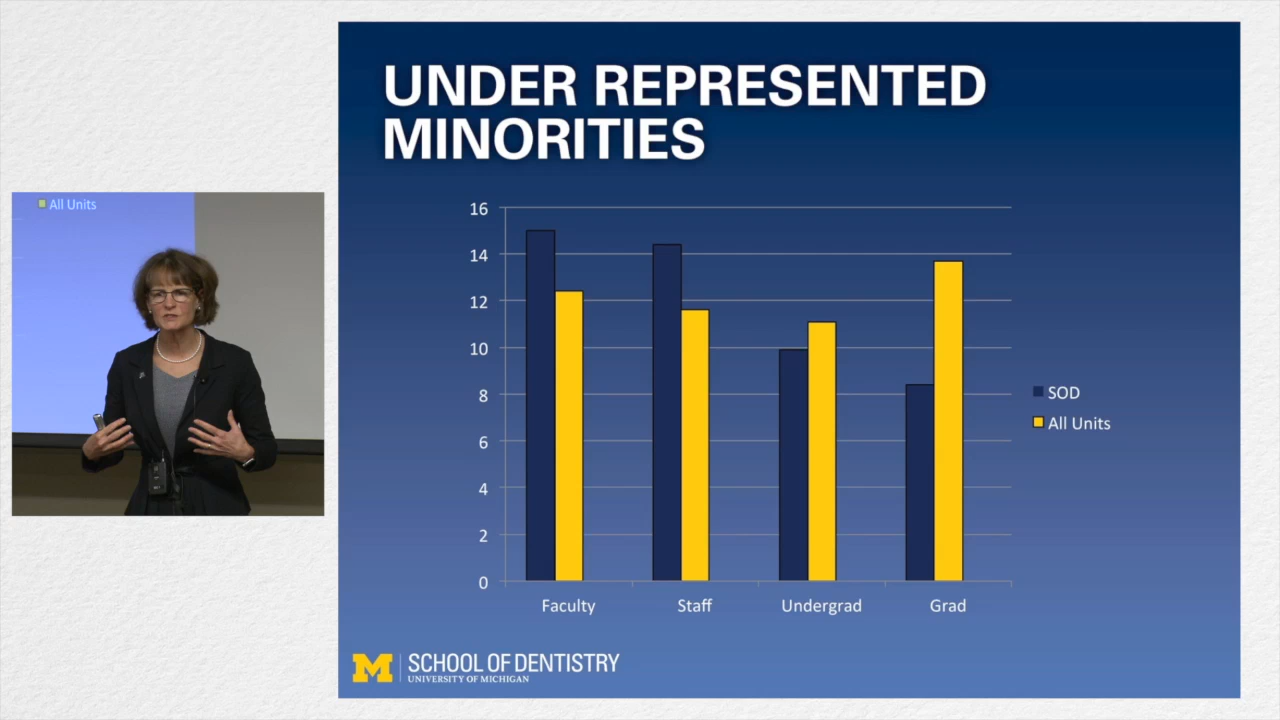 All Units
UNDER REPRESENTED
MINORITIES
16
14
12
10
8
6
4
2
0
Faculty Staff Undergrad Grad
SOD
All Units
M SCHOOL OF DENTISTRY
UNIVERSITY OF MICHIGAN